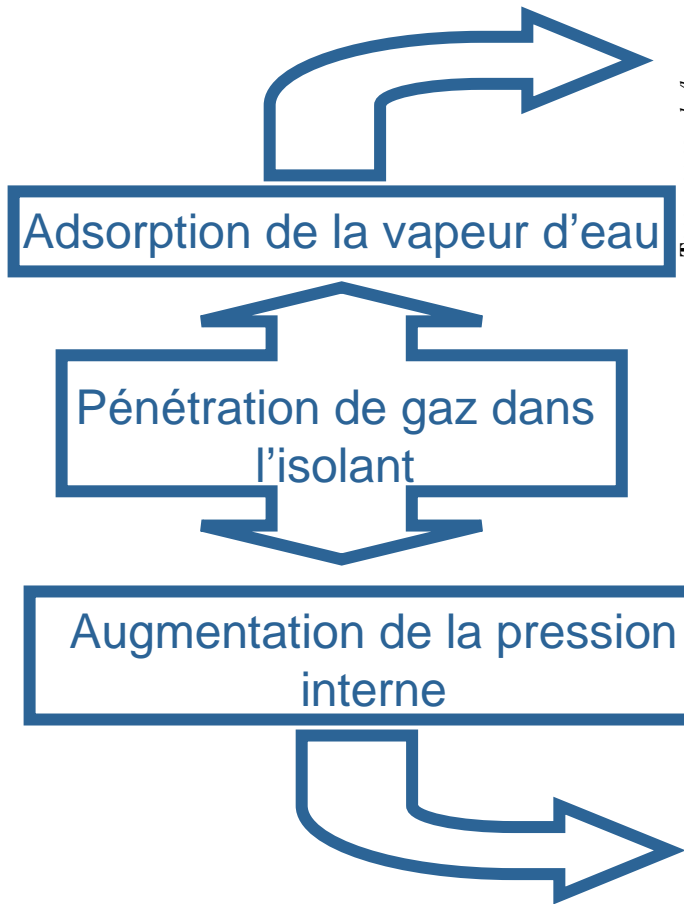 Adsorption de la vapeur d’eau
Pénétration de gaz dans
l’isolant
Augmentation de la pression
interne